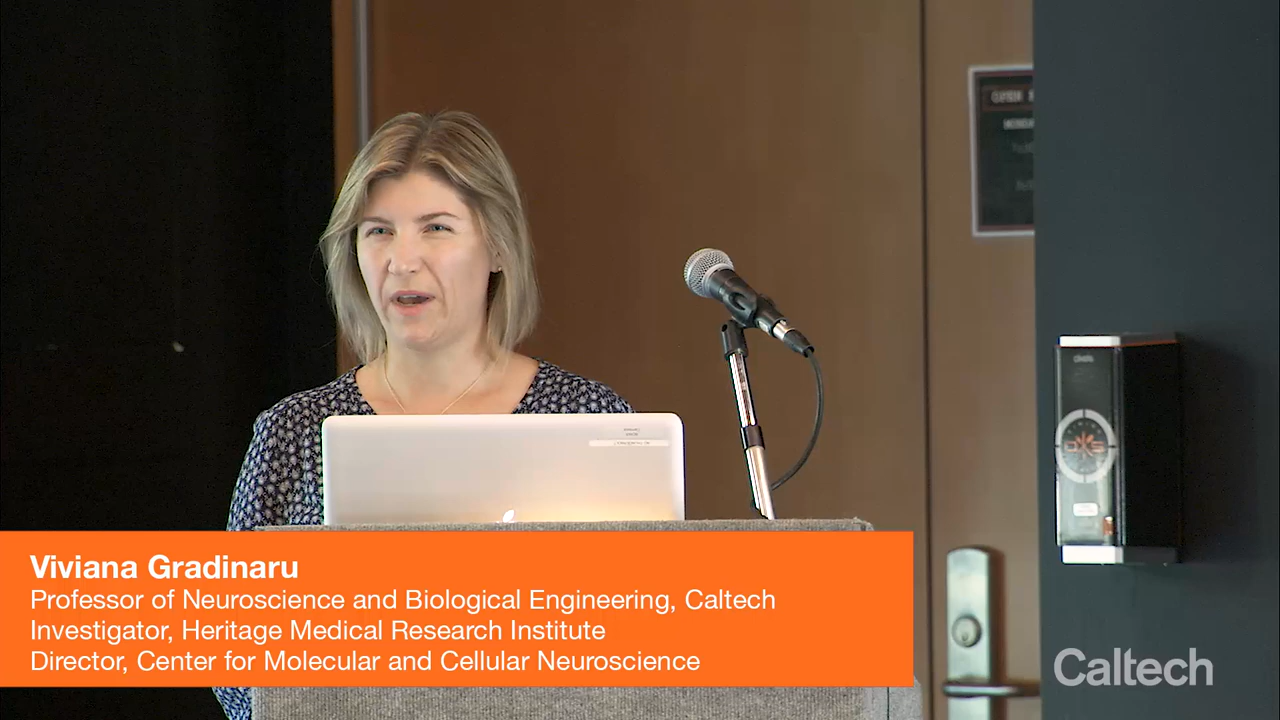 OPEN
Viviana Gradinaru
Professor of Neuroscience and Biological Engineering, Caltech
Investigator, Heritage Medical Research Institute
Director, Center for Molecular and Cellular Neuroscience
Caltech